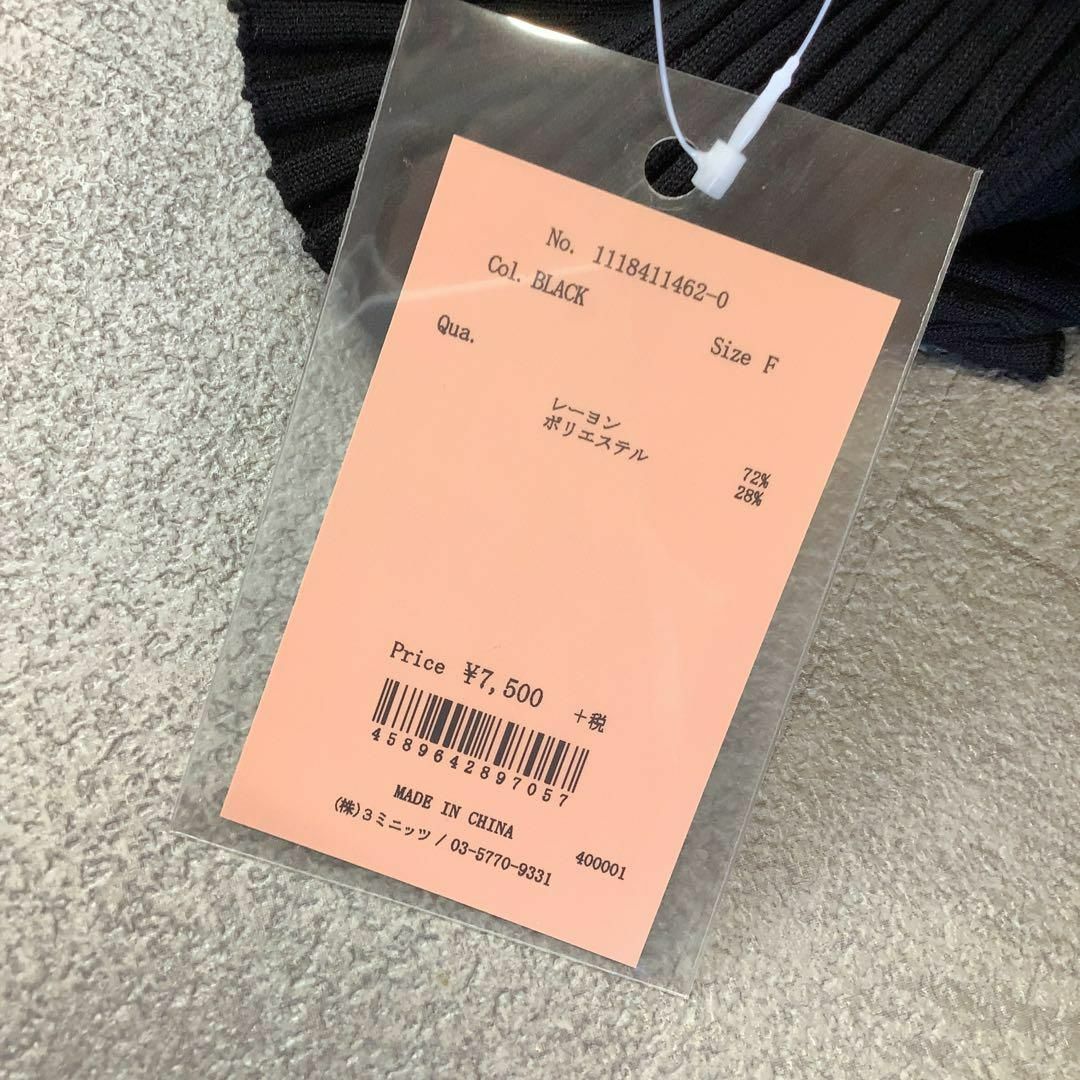 No. 1118411462-0
Col. BLACK
Qua. Size F
レーヨン 72%
ポリエステル 28%
Price ¥7,500 +税
4589642897057
MADE IN CHINA
(株)3ミニッツ / 03-5770-9331 400001